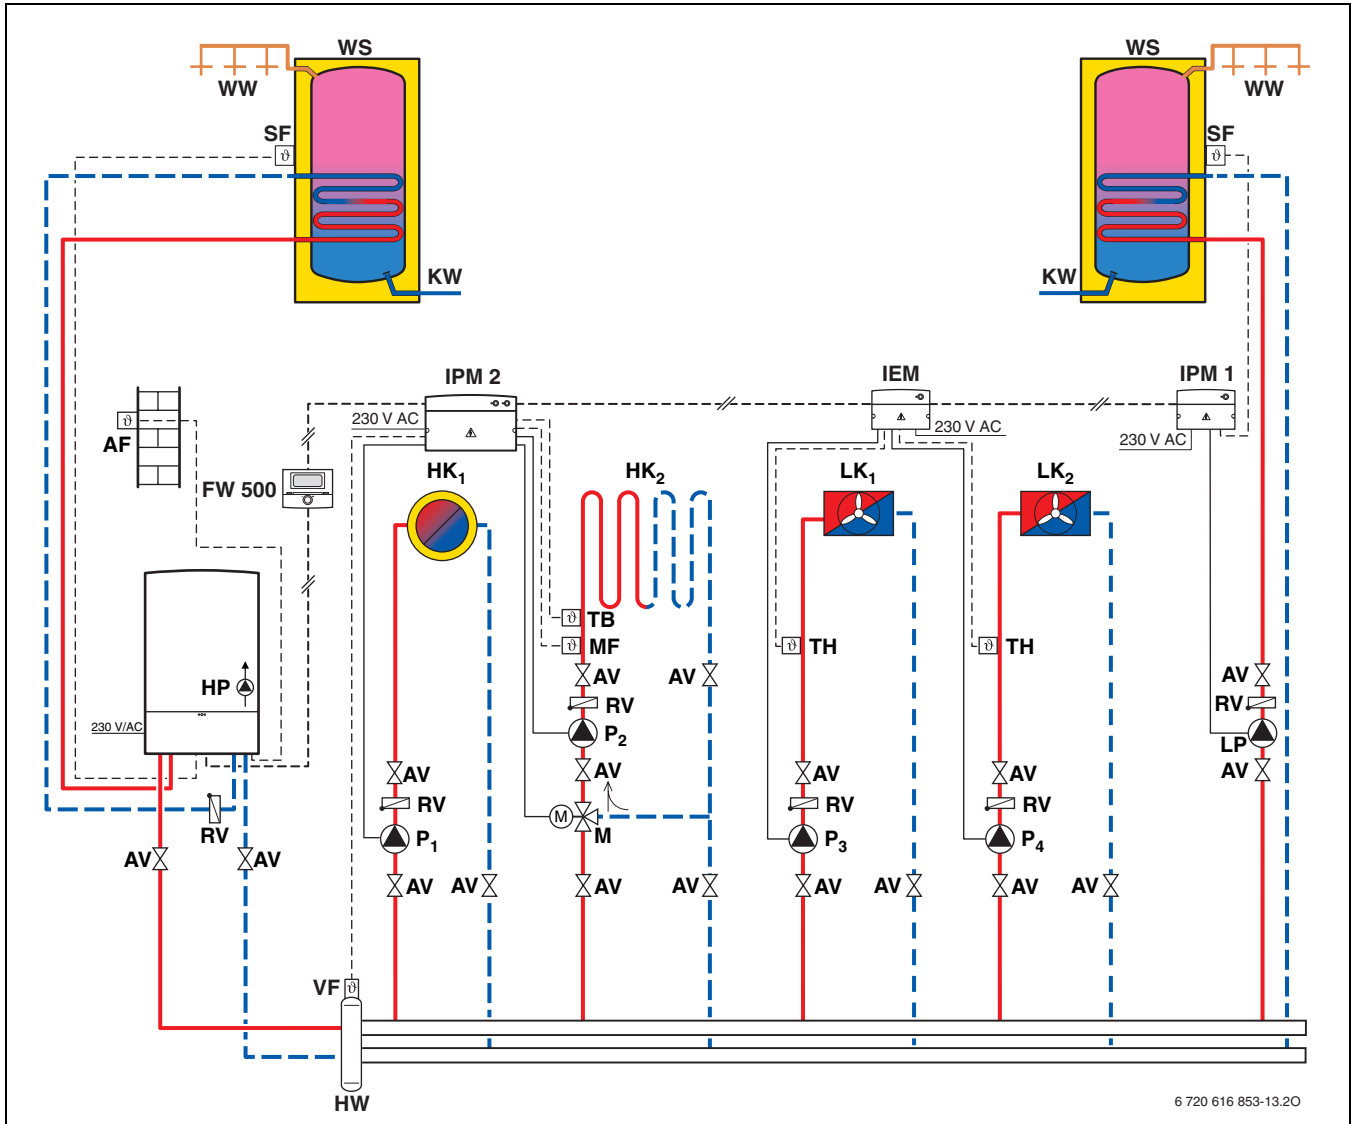 WS
WS
WW
WW
SF
SF
KW
KW
IPM 2
IEM
IPM 1
230 V AC
230 V AC
230 V AC
ϑ
AF
FW 500
HK1
HK2
LK1
LK2
ϑ TB
ϑ MF
ϑ TH
ϑ TH
HP
AV
AV
AV
RV
RV
230 V/AC
P2
LP
AV
AV
AV
AV
AV
RV
RV
RV
RV
RV
M
M
P1
P3
P4
AV
AV
AV
AV
AV
AV
AV
AV
AV
AV
VF ϑ
HW
6 720 616 853-13.2O